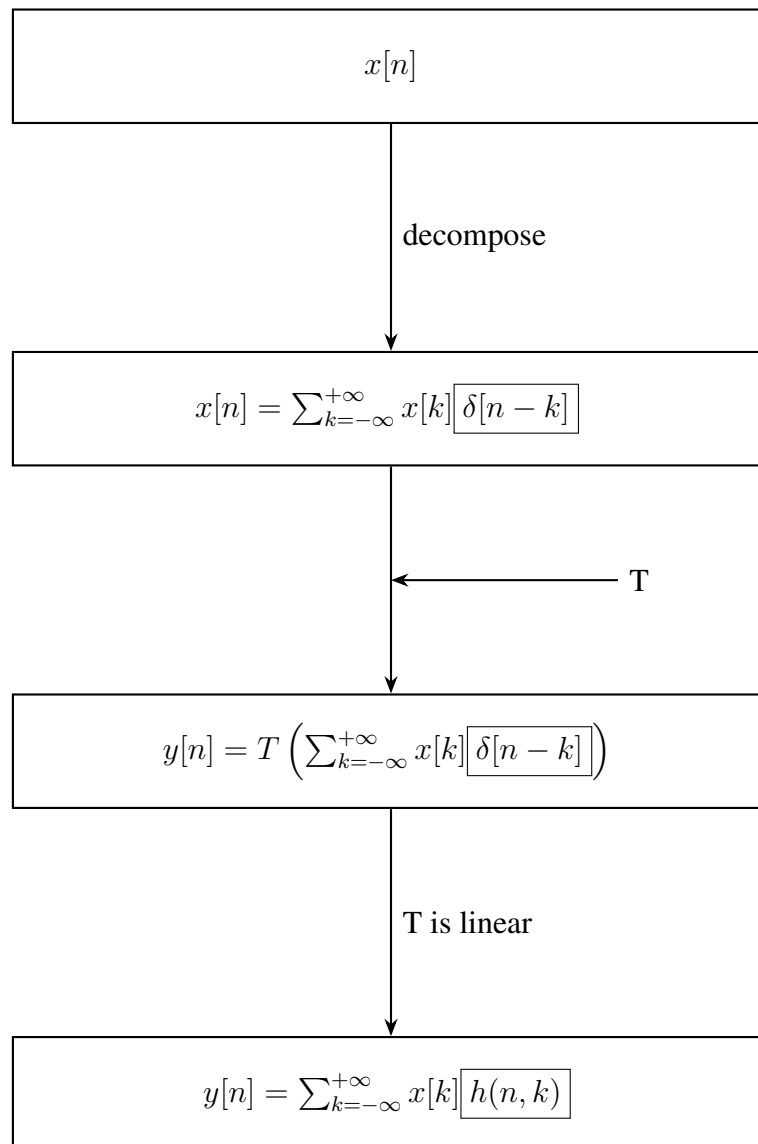 x[n]
decompose
x[n] = ∑_{k=-∞}^{+∞} x[k] δ[n − k]
T
y[n] = T (∑_{k=-∞}^{+∞} x[k] δ[n − k])
T is linear
y[n] = ∑_{k=-∞}^{+∞} x[k] h(n, k)